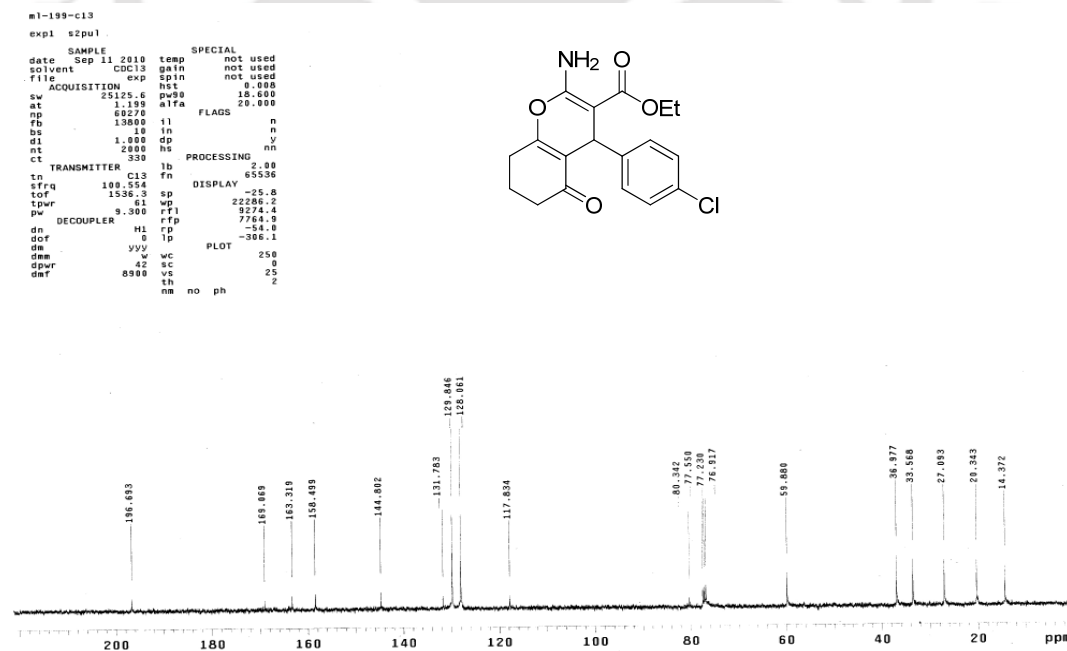 ml-199-c13
exp1 s2pul
SAMPLE
date Sep 11 2010
solvent CDCl3
file exp
ACQUISITION
sw 25125.6
at 1.199
np 60270
fb 13800
bs 10
d1 1.000
nt 2000
ct 330
TRANSMITTER
tn C13
sfrq 100.554
tof 1536.3
tpwr 61
pw 9.300
DECOUPLER
dn H1
dof 0
dm yyy
dmm w
dpwr 42
dmf 8900
SPECIAL
temp not used
gain not used
spin not used
hst 0.008
pw90 18.600
alfa 20.000
FLAGS
il n
in n
dp y
hs nn
PROCESSING
lb 2.00
fn 65536
DISPLAY
sp -25.8
wp 22286.2
rfl 9274.4
rfp 7764.9
rp -54.0
lp -306.1
PLOT
wc 250
sc 0
vs 25
th 2
nm no ph
NH2
O
O
OEt
O
Cl
196.693
169.069
163.319
158.499
144.802
131.783
129.846
128.061
117.834
80.342
77.550
77.230
76.917
59.880
36.977
33.568
27.093
20.343
14.372
200 180 160 140 120 100 80 60 40 20 ppm